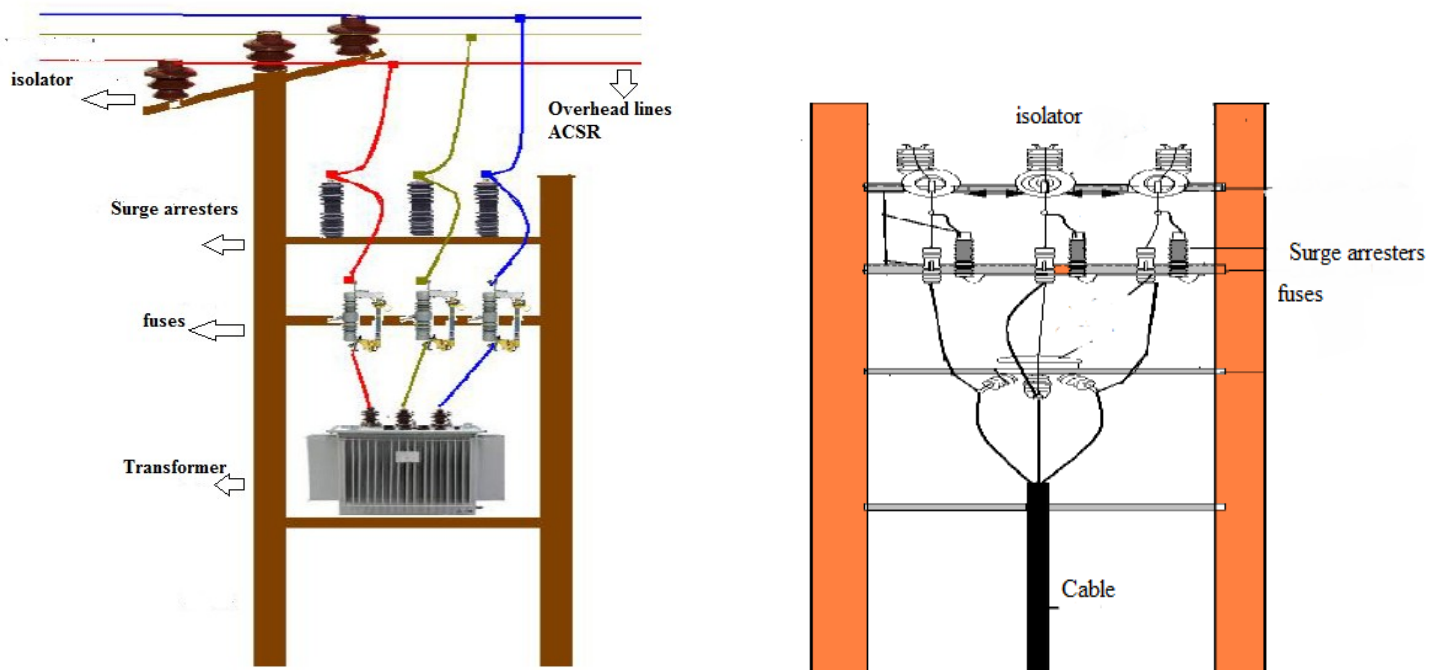 isolator
Overhead lines
ACSR
Surge arresters
fuses
Transformer
isolator
Surge arresters
fuses
Cable